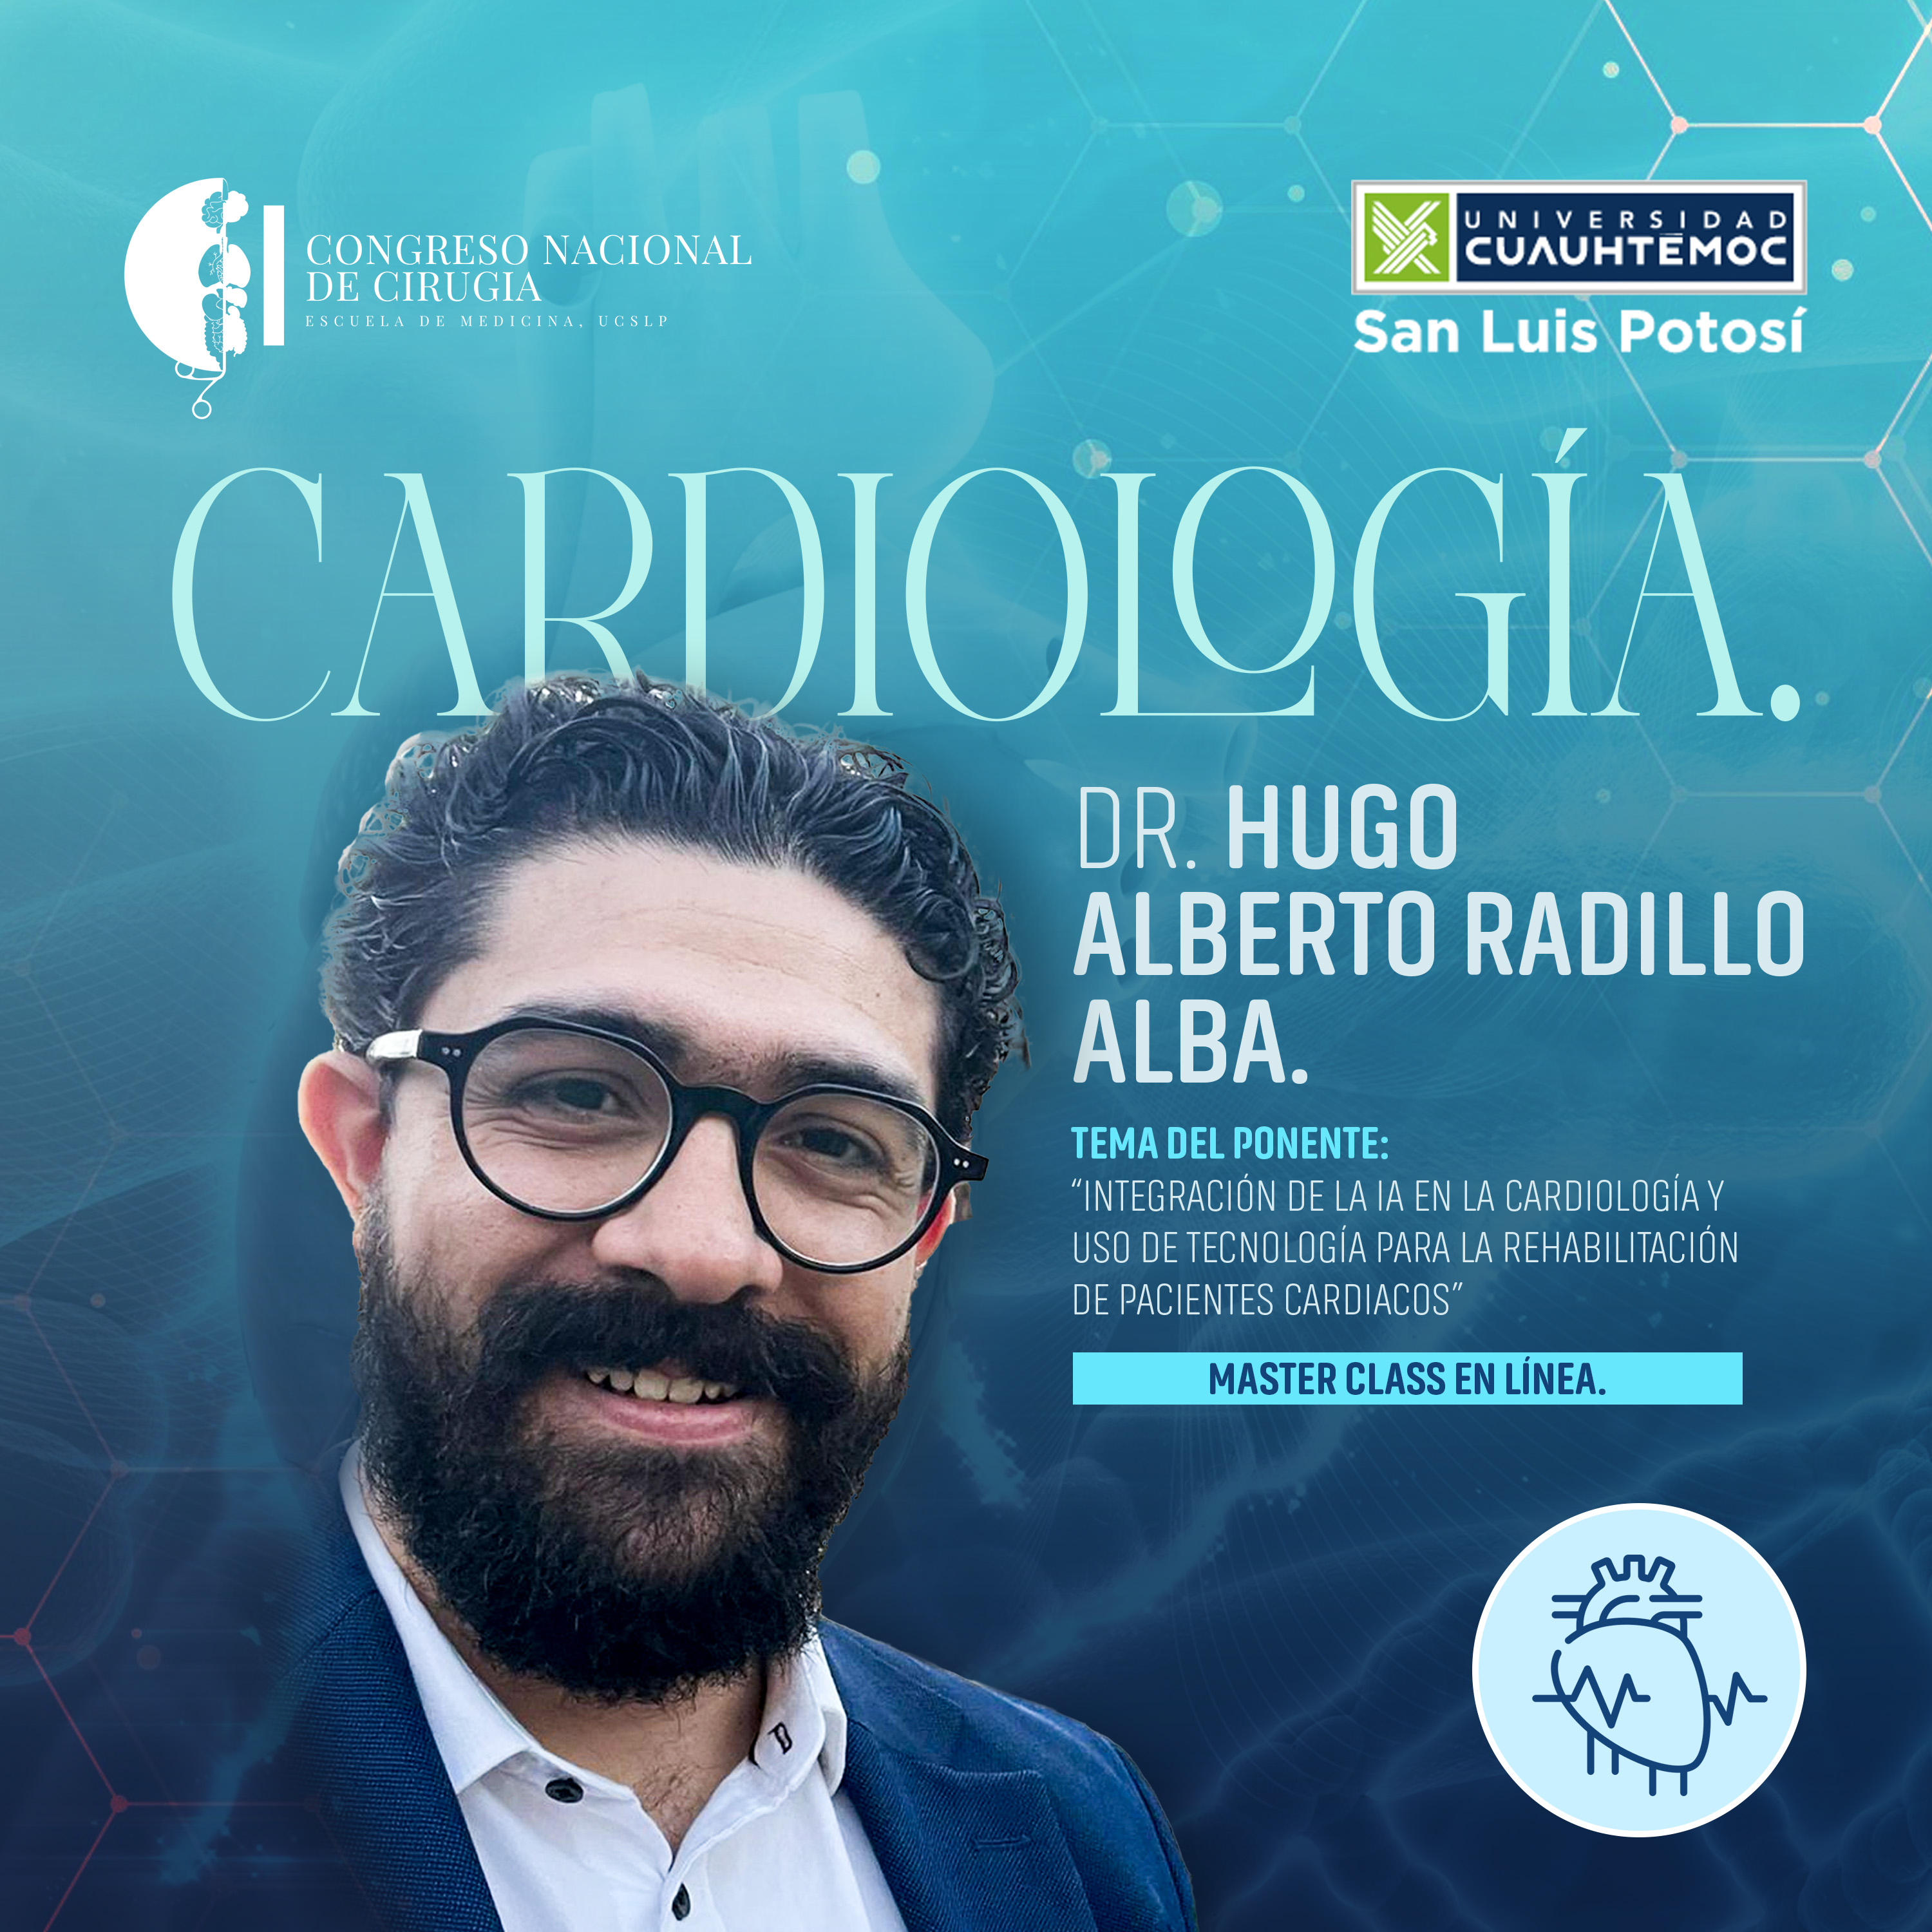 CONGRESO NACIONAL
DE CIRUGIA
ESCUELA DE MEDICINA, UCSLP
UNIVERSIDAD
CUAUHTÉMOC
San Luis Potosí
CARDIOLOGÍA.
DR. HUGO
ALBERTO RADILLO
ALBA.
TEMA DEL PONENTE:
“INTEGRACIÓN DE LA IA EN LA CARDIOLOGÍA Y
USO DE TECNOLOGÍA PARA LA REHABILITACIÓN
DE PACIENTES CARDIACOS”
MASTER CLASS EN LÍNEA.